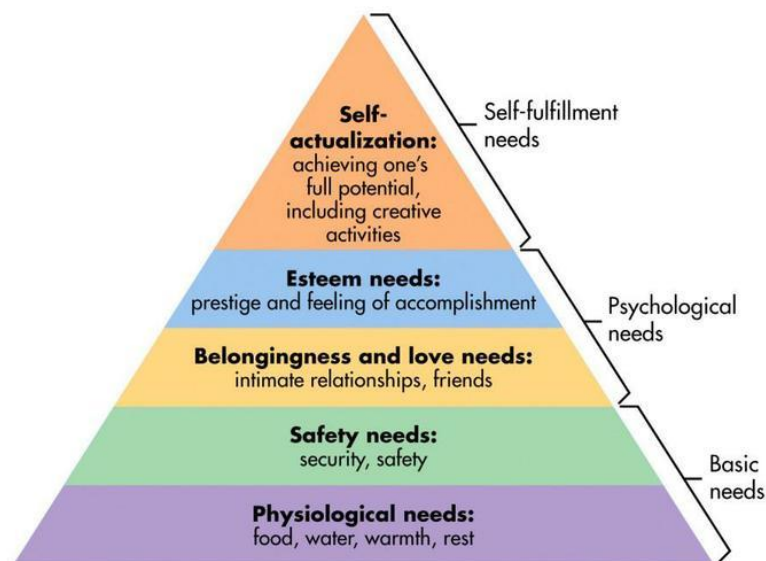 Self-
actualization:
achieving one's
full potential,
including creative
activities
Self-fulfillment
needs
Esteem needs:
prestige and feeling of accomplishment
Belongingness and love needs:
intimate relationships, friends
Psychological
needs
Safety needs:
security, safety
Physiological needs:
food, water, warmth, rest
Basic
needs